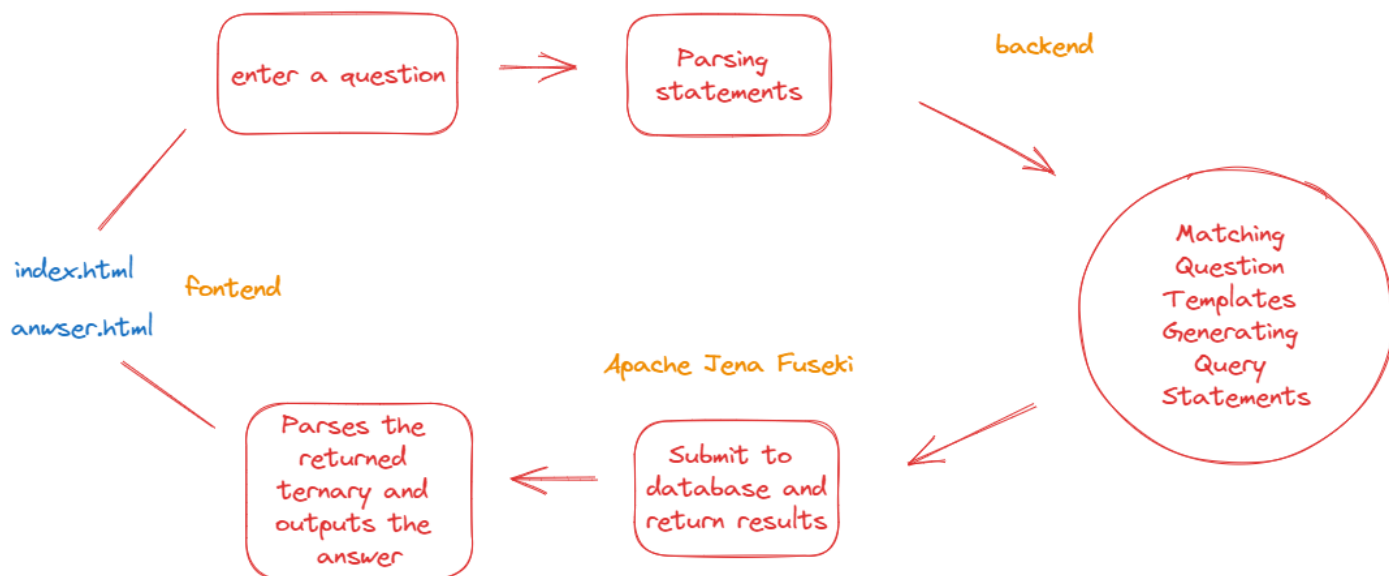 enter a question
Parsing
statements
backend
Matching
Question
Templates
Generating
Query
Statements
index.html
anwser.html
fontend
Apache Jena Fuseki
Submit to
database and
return results
Parses the
returned
ternary and
outputs the
answer